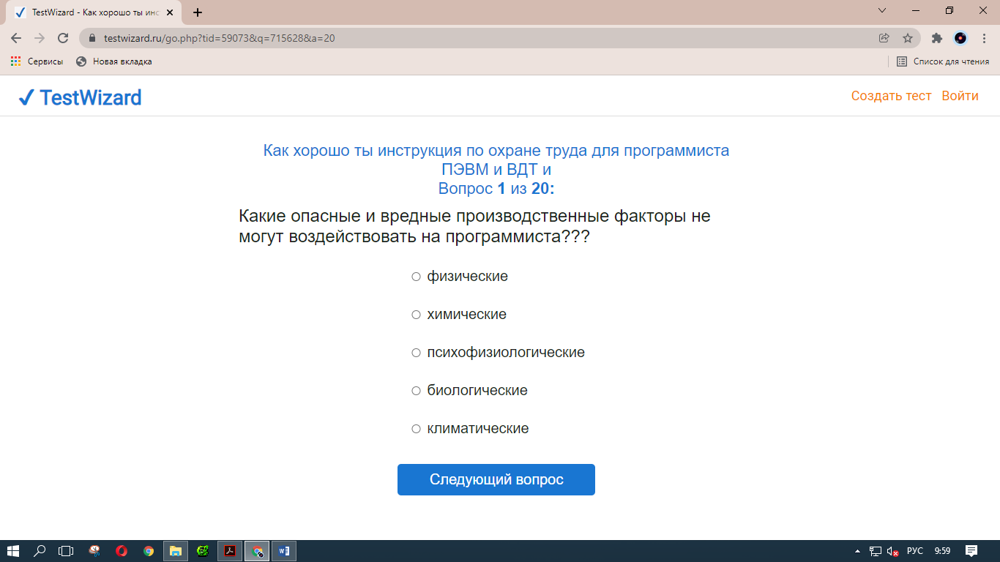 TestWizard - Как хорошо ты инс
testwizard.ru/go.php?tid=59073&q=715628&a=20
Сервисы
Новая вкладка
Список для чтения
TestWizard
Создать тест
Войти
Как хорошо ты инструкция по охране труда для программиста
ПЭВМ и ВДТ и
Вопрос 1 из 20:
Какие опасные и вредные производственные факторы не
могут воздействовать на программиста???
физические
химические
психофизиологические
биологические
климатические
Следующий вопрос
РУС
9:59